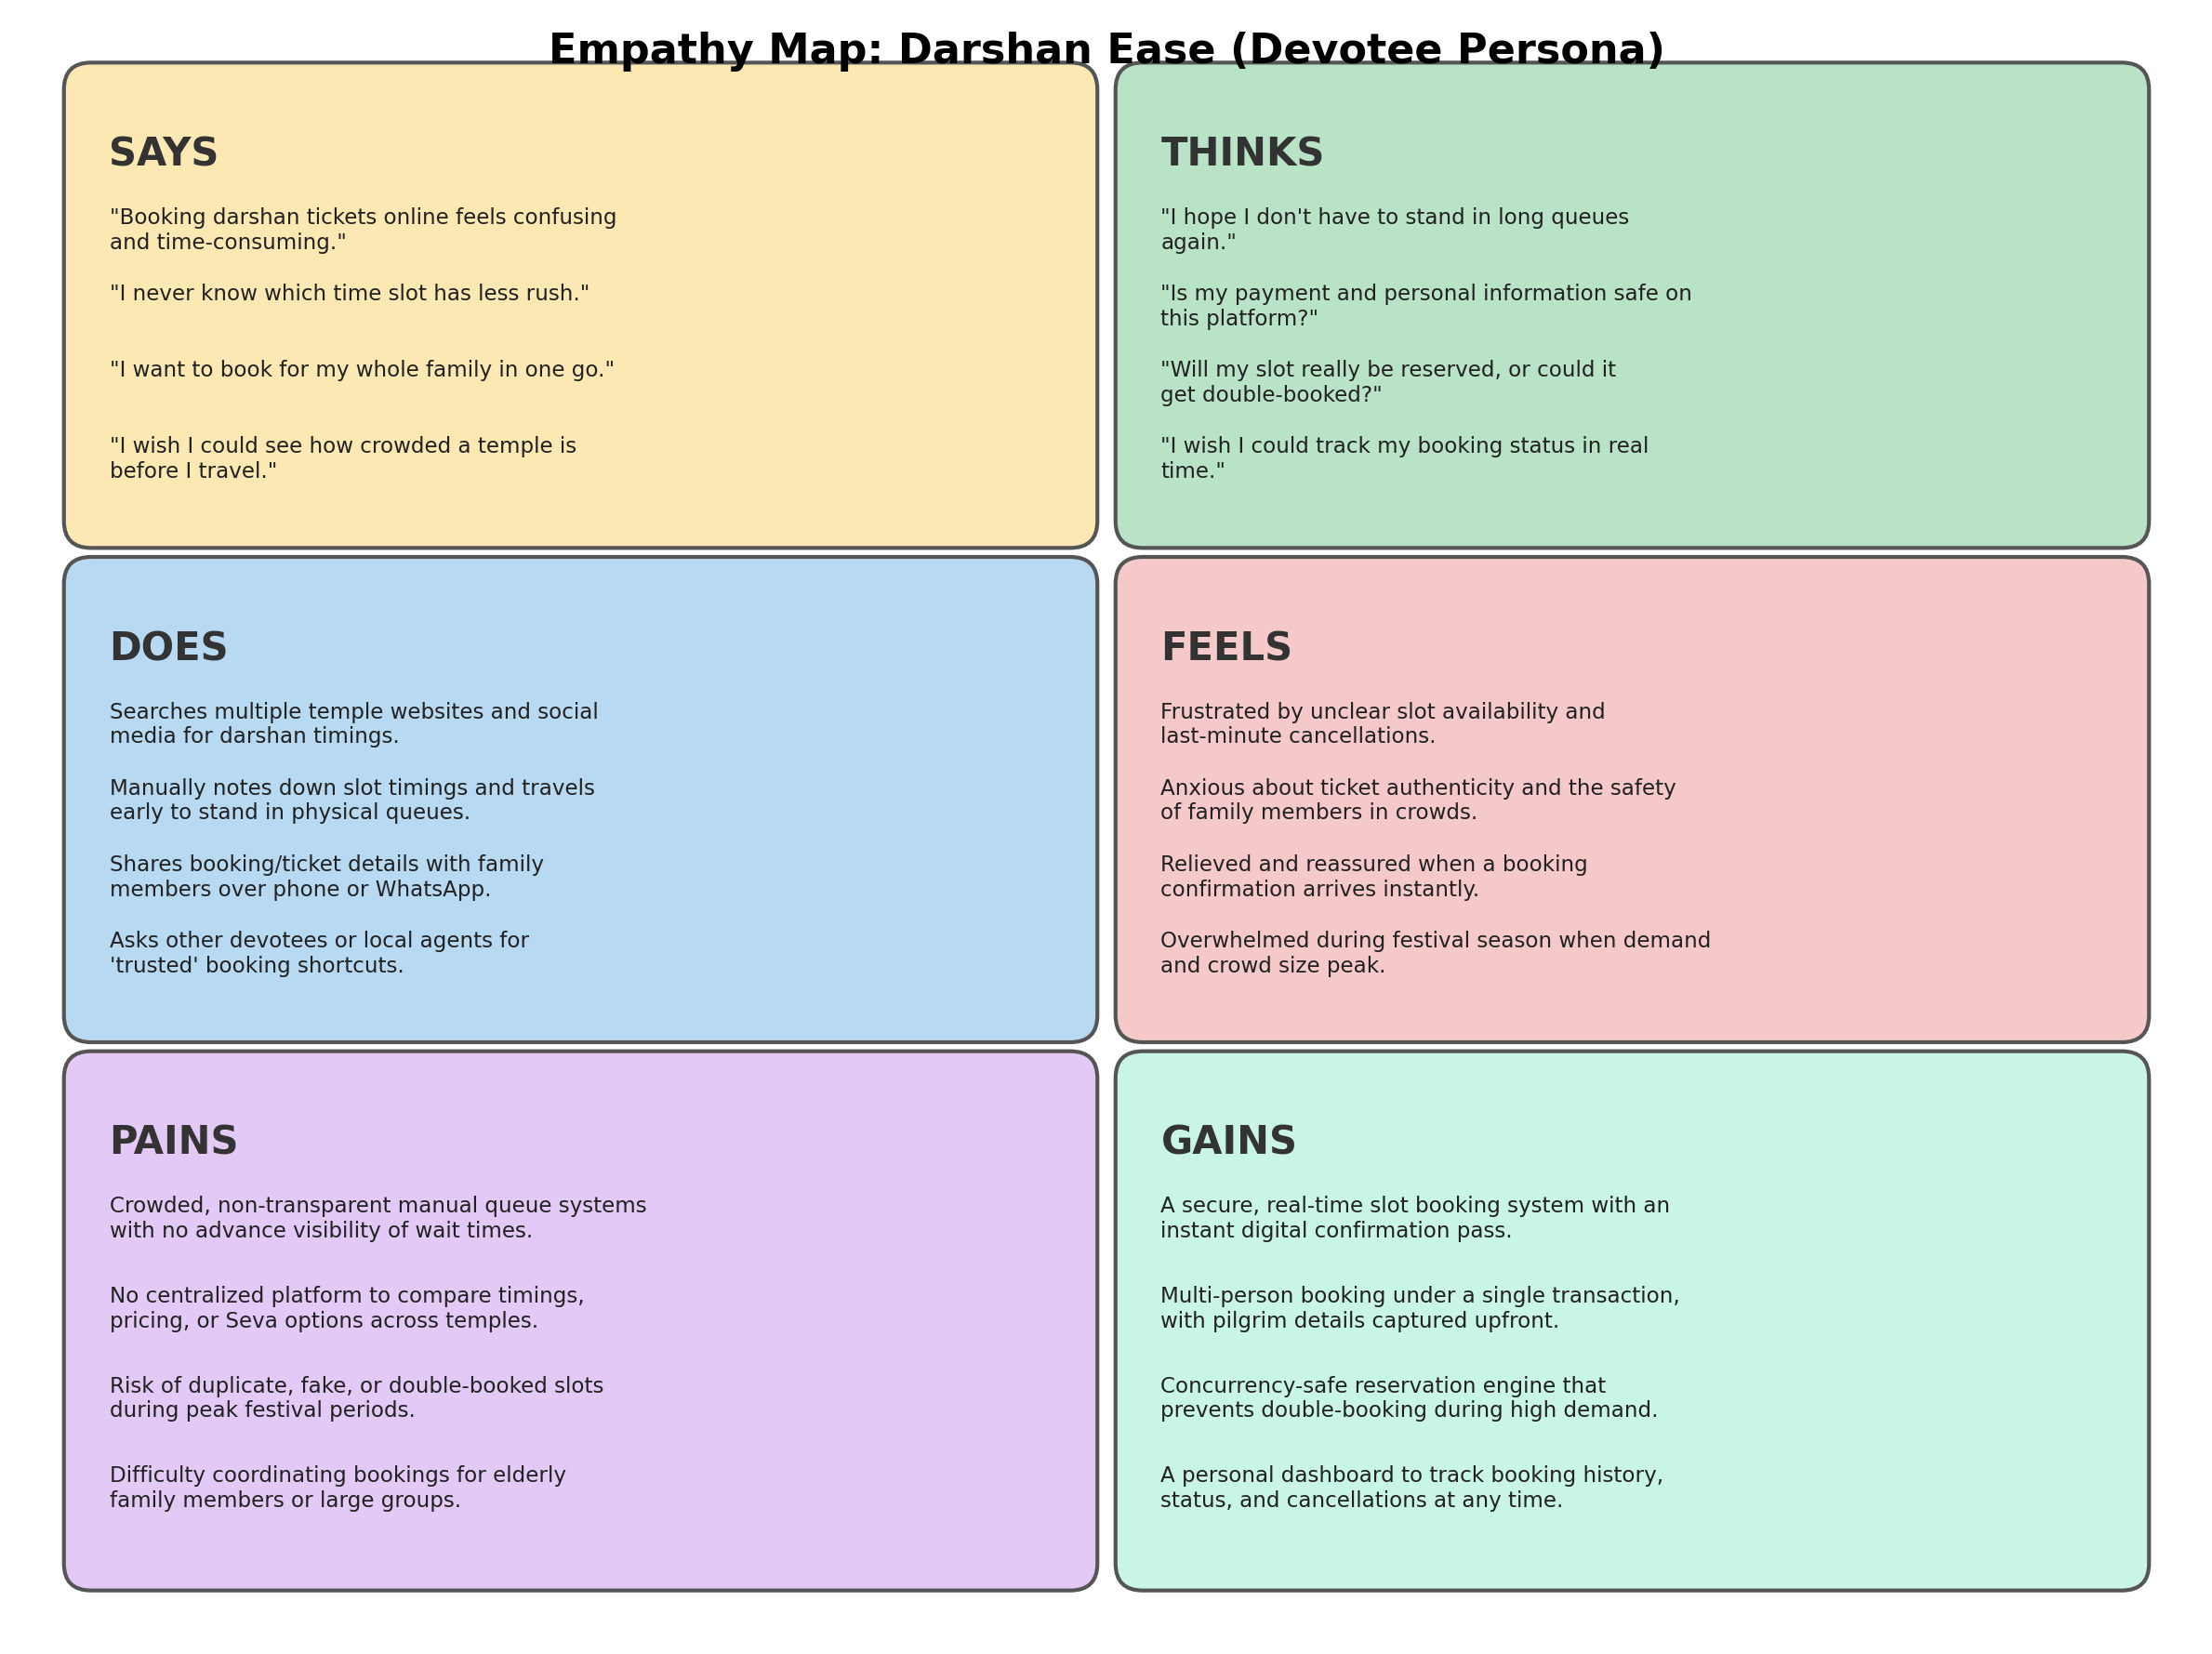 Empathy Map: Darshan Ease (Devotee Persona)
SAYS
"Booking darshan tickets online feels confusing
and time-consuming."
"I never know which time slot has less rush."
"I want to book for my whole family in one go."
"I wish I could see how crowded a temple is
before I travel."
THINKS
"I hope I don't have to stand in long queues
again."
"Is my payment and personal information safe on
this platform?"
"Will my slot really be reserved, or could it
get double-booked?"
"I wish I could track my booking status in real
time."
DOES
Searches multiple temple websites and social
media for darshan timings.
Manually notes down slot timings and travels
early to stand in physical queues.
Shares booking/ticket details with family
members over phone or WhatsApp.
Asks other devotees or local agents for
'trusted' booking shortcuts.
FEELS
Frustrated by unclear slot availability and
last-minute cancellations.
Anxious about ticket authenticity and the safety
of family members in crowds.
Relieved and reassured when a booking
confirmation arrives instantly.
Overwhelmed during festival season when demand
and crowd size peak.
PAINS
Crowded, non-transparent manual queue systems
with no advance visibility of wait times.
No centralized platform to compare timings,
pricing, or Seva options across temples.
Risk of duplicate, fake, or double-booked slots
during peak festival periods.
Difficulty coordinating bookings for elderly
family members or large groups.
GAINS
A secure, real-time slot booking system with an
instant digital confirmation pass.
Multi-person booking under a single transaction,
with pilgrim details captured upfront.
Concurrency-safe reservation engine that
prevents double-booking during high demand.
A personal dashboard to track booking history,
status, and cancellations at any time.